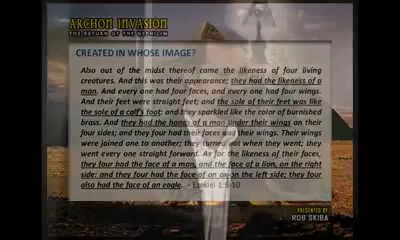 ARCHON INVASION
THE RETURN OF THE NEPHILIM
CREATED IN WHOSE IMAGE?
Also out of the midst thereof came the likeness of four living
creatures. And this was their appearance; they had the likeness of a
man. And every one had four faces, and every one had four wings.
And their feet were straight feet; and the sole of their feet was like
the sole of a calf's foot: and they sparkled like the color of burnished
brass. And they had the hands of a man under their wings on their
four sides; and they four had their faces and their wings. Their wings
were joined one to another; they turned not when they went; they
went every one straight forward. As for the likeness of their faces,
they four had the face of a man, and the face of a lion, on the right
side: and they four had the face of an ox on the left side; they four
also had the face of an eagle. - Ezekiel 1:5-10
PRESENTED BY
ROB SKIBA